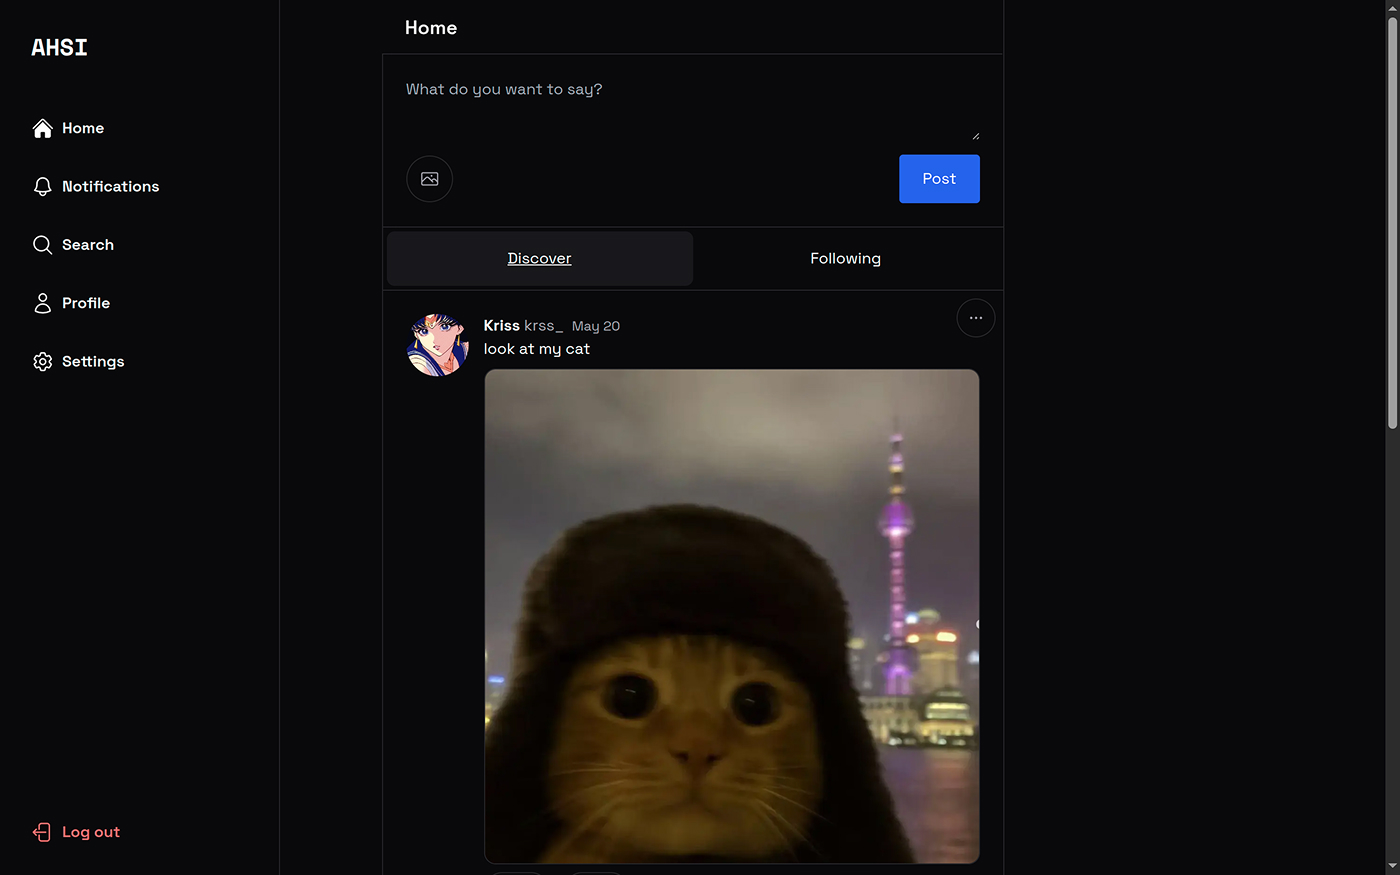 AHSI
Home
Notifications
Search
Profile
Settings
Log out
Home
What do you want to say?
Post
Discover
Following
Kriss krss_ May 20
look at my cat